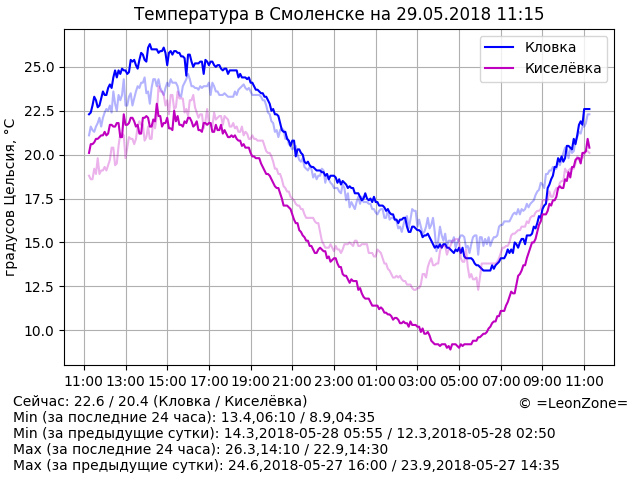 Температура в Смоленске на 29.05.2018 11:15
Кловка
Киселёвка
градусов Цельсия, °C
25.0
22.5
20.0
17.5
15.0
12.5
10.0
11:00 13:00 15:00 17:00 19:00 21:00 23:00 01:00 03:00 05:00 07:00 09:00 11:00
Сейчас: 22.6 / 20.4 (Кловка / Киселёвка)
© =LeonZone=
Min (за последние 24 часа): 13.4,06:10 / 8.9,04:35
Min (за предыдущие сутки): 14.3,2018-05-28 05:55 / 12.3,2018-05-28 02:50
Max (за последние 24 часа): 26.3,14:10 / 22.9,14:30
Max (за предыдущие сутки): 24.6,2018-05-27 16:00 / 23.9,2018-05-27 14:35